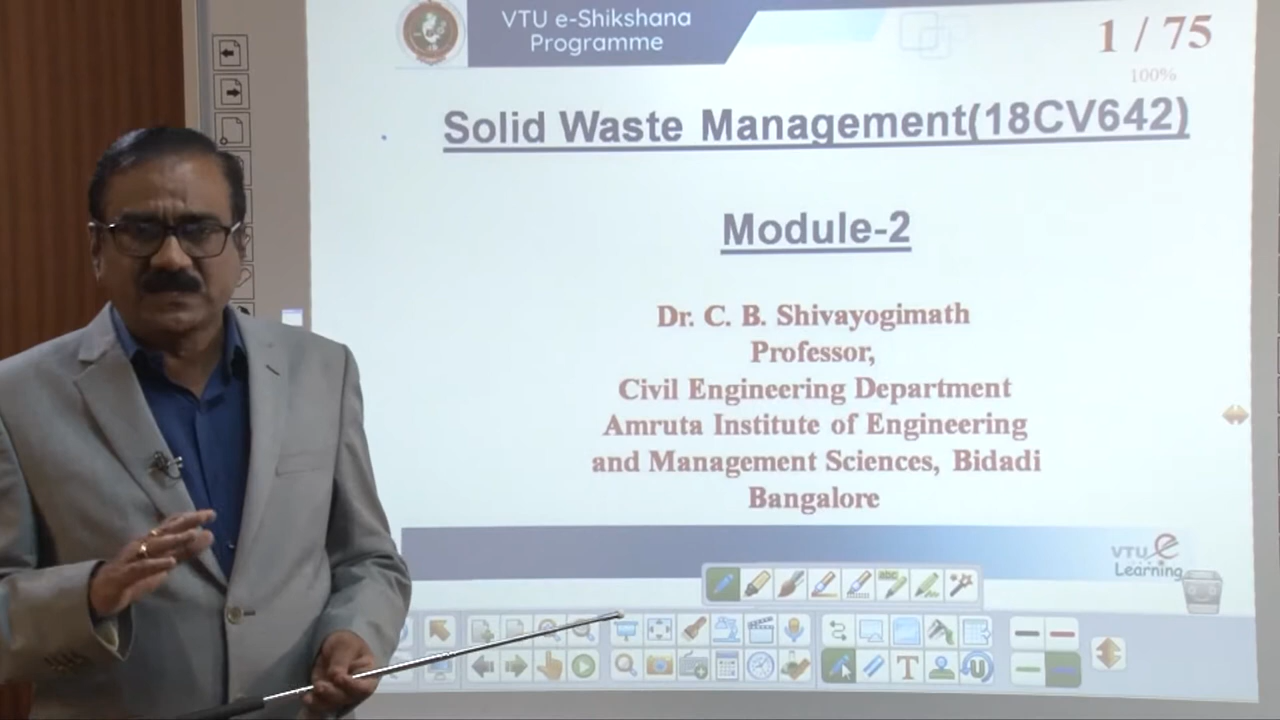 VTU e-Shikshana
Programme
1 / 75
100%
Solid Waste Management(18CV642)
Module-2
Dr. C. B. Shivayogimath
Professor,
Civil Engineering Department
Amruta Institute of Engineering
and Management Sciences, Bidadi
Bangalore
VTU e
Learning